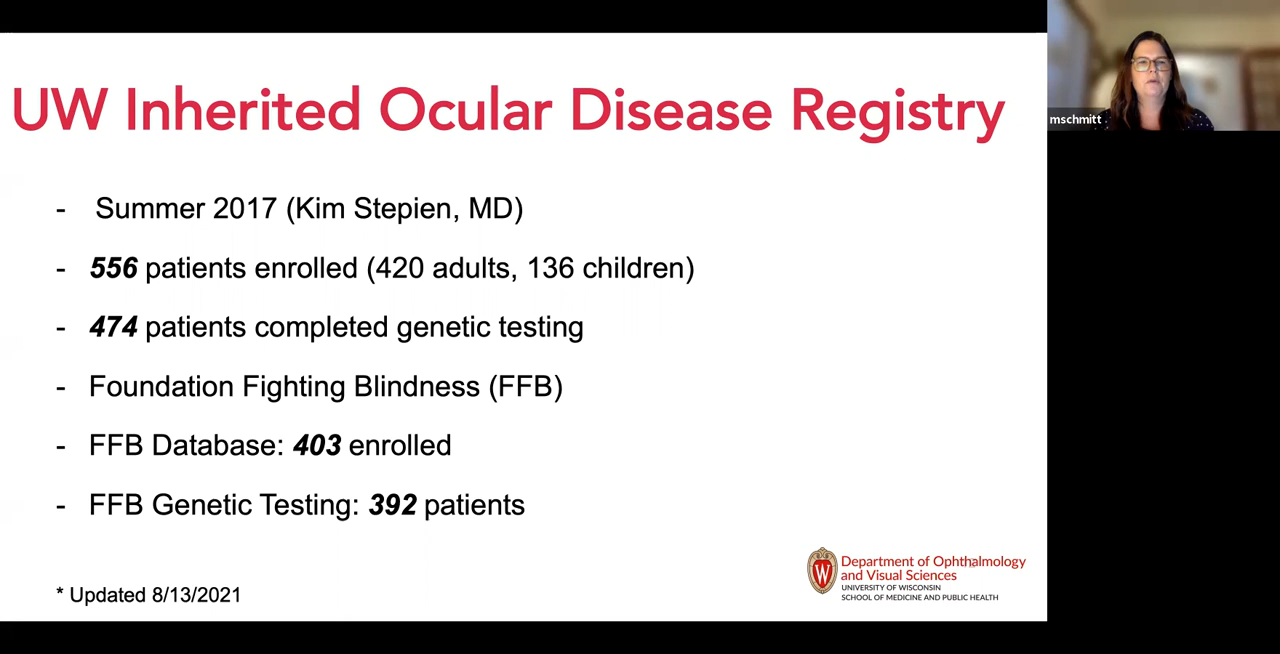 UW Inherited Ocular Disease Registry
mschmitt
- Summer 2017 (Kim Stepien, MD)
- 556 patients enrolled (420 adults, 136 children)
- 474 patients completed genetic testing
- Foundation Fighting Blindness (FFB)
- FFB Database: 403 enrolled
- FFB Genetic Testing: 392 patients
W
Department of Ophthalmology
and Visual Sciences
UNIVERSITY OF WISCONSIN
SCHOOL OF MEDICINE AND PUBLIC HEALTH
* Updated 8/13/2021